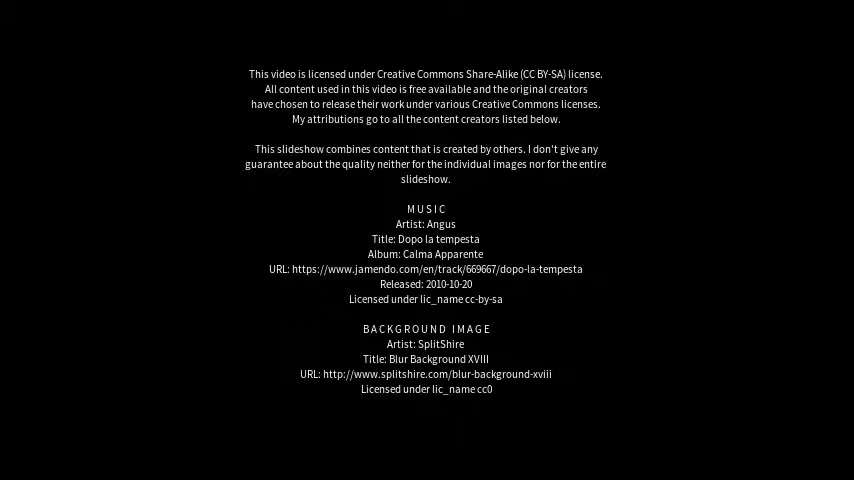 This video is licensed under Creative Commons Share-Alike (CC BY-SA) license.
All content used in this video is free available and the original creators
have chosen to release their work under various Creative Commons licenses.
My attributions go to all the content creators listed below.
This slideshow combines content that is created by others. I don't give any
guarantee about the quality neither for the individual images nor for the entire
slideshow.
MUSIC
Artist: Angus
Title: Dopo la tempesta
Album: Calma Apparente
URL: https://www.jamendo.com/en/track/669667/dopo-la-tempesta
Released: 2010-10-20
Licensed under lic_name cc-by-sa
BACKGROUND IMAGE
Artist: SplitShire
Title: Blur Background XVIII
URL: http://www.splitshire.com/blur-background-xviii
Licensed under lic_name cc0